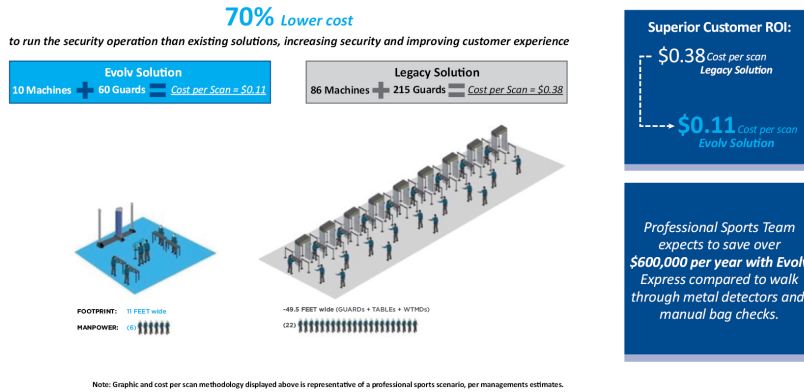 70% Lower cost
to run the security operation than existing solutions, increasing security and improving customer experience
Evolv Solution
10 Machines + 60 Guards = Cost per Scan = $0.11
Legacy Solution
86 Machines + 215 Guards = Cost per Scan = $0.38
FOOTPRINT: 11 FEET wide
MANPOWER: (6)
~49.5 FEET wide (GUARDs + TABLEs + WTMDs)
(22)
Superior Customer ROI:
$0.38 Cost per scan
Legacy Solution
$0.11 Cost per scan
Evolv Solution
Professional Sports Team
expects to save over
$600,000 per year with Evolv
Express compared to walk
through metal detectors and
manual bag checks.
Note: Graphic and cost per scan methodology displayed above is representative of a professional sports scenario, per managements estimates.